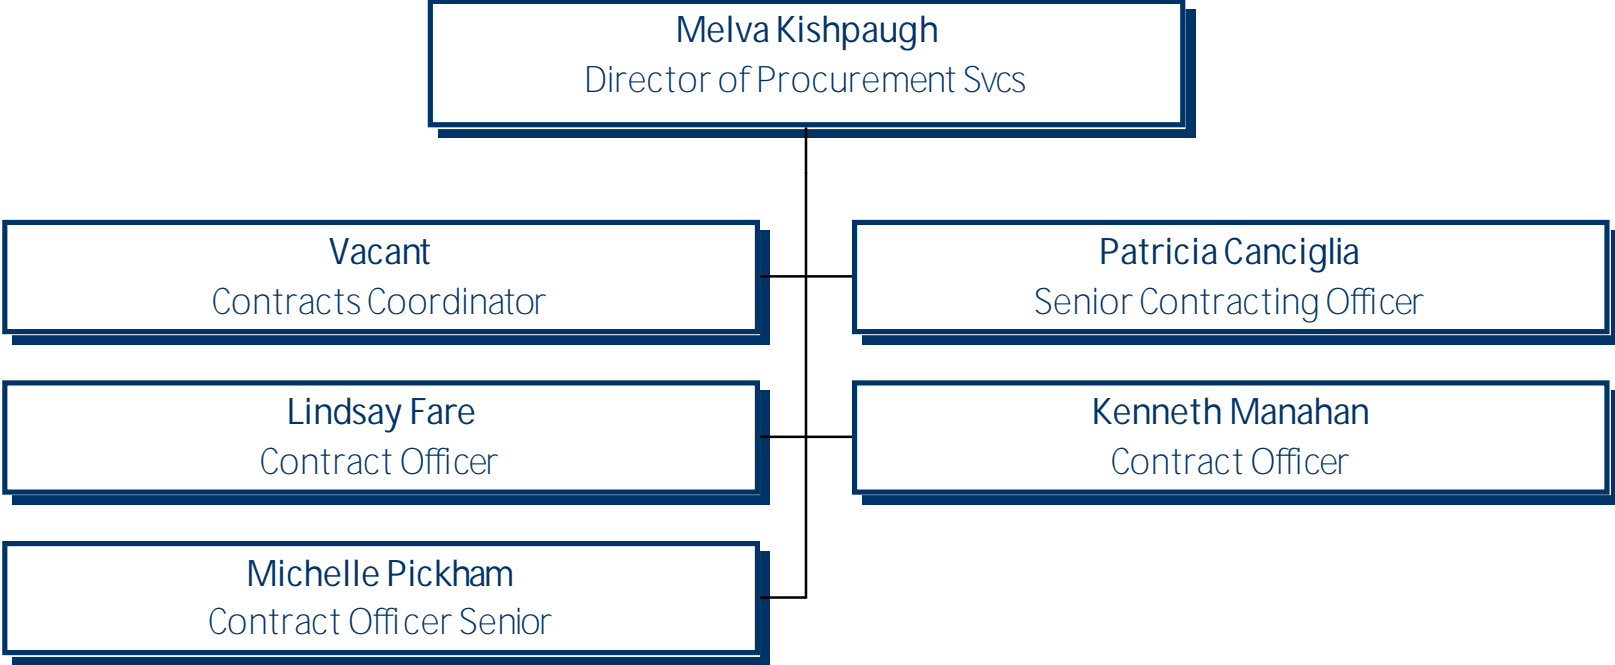 Melva Kishpaugh
Director of Procurement Svcs
Vacant
Contracts Coordinator
Patricia Canciglia
Senior Contracting Officer
Lindsay Fare
Contract Officer
Kenneth Manahan
Contract Officer
Michelle Pickham
Contract Officer Senior